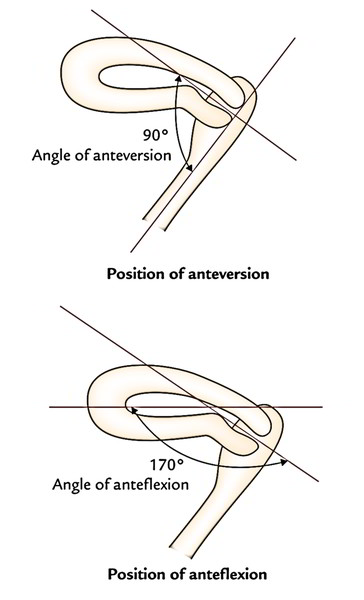 90°
Angle of anteversion
Position of anteversion
170°
Angle of anteflexion
Position of anteflexion